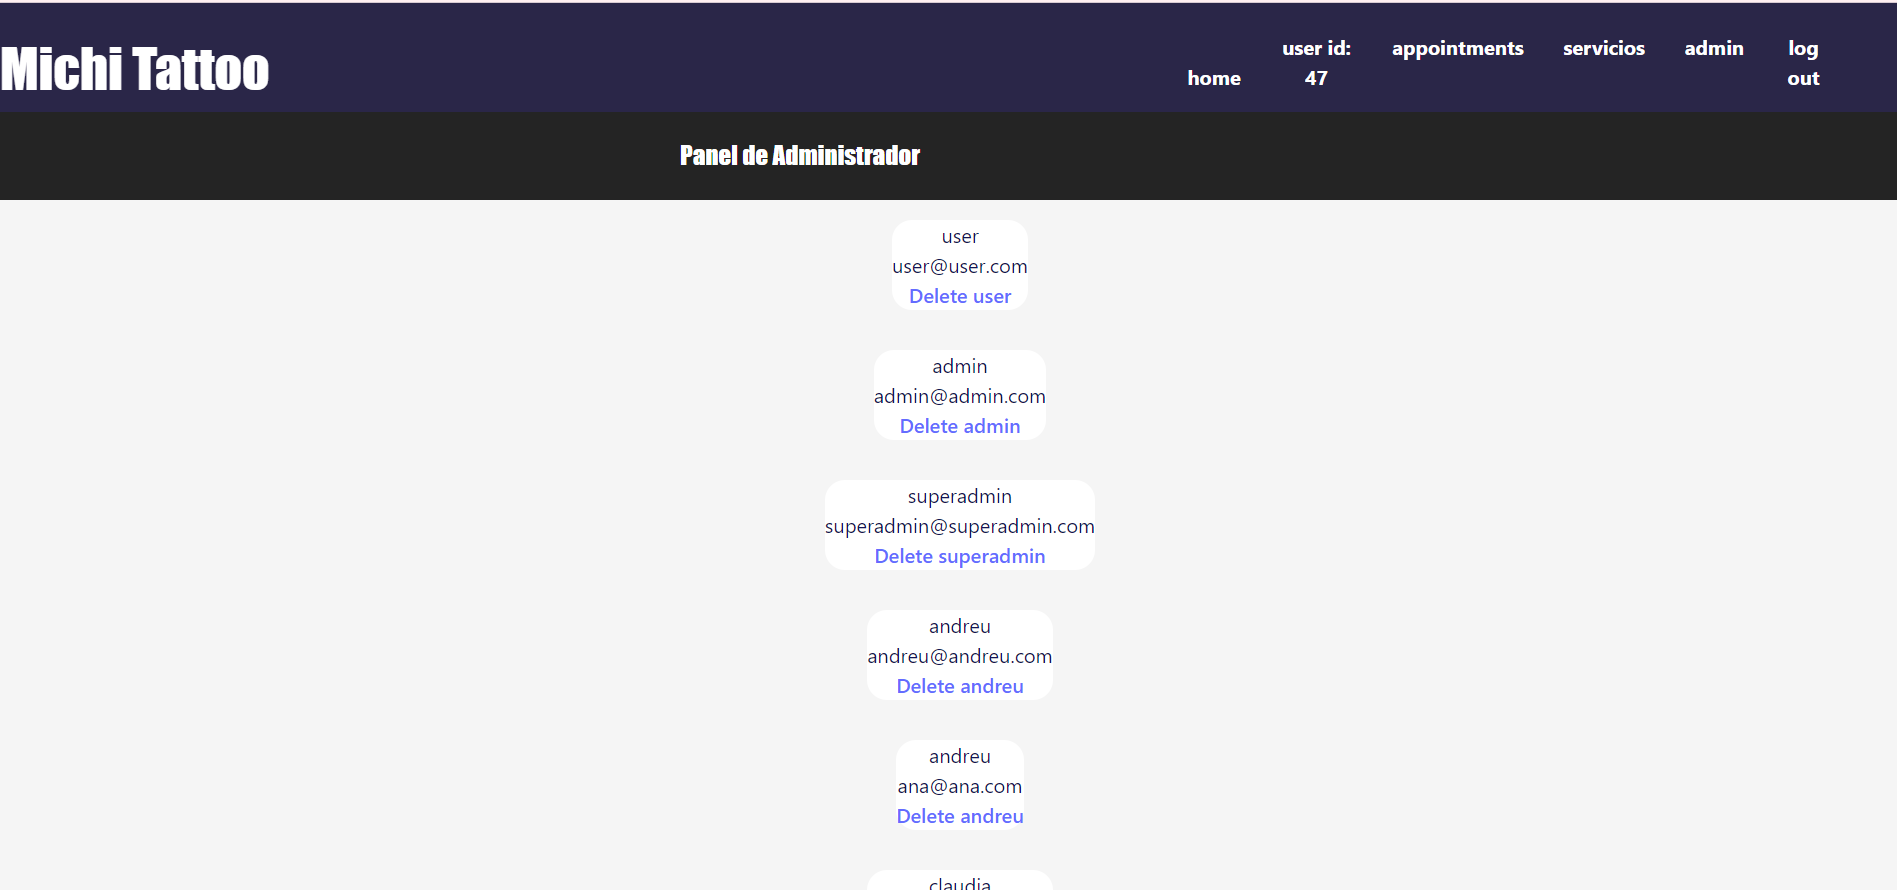 Michi Tattoo
home
user id:
47
appointments
servicios
admin
log
out
Panel de Administrador
user
user@user.com
Delete user
admin
admin@admin.com
Delete admin
superadmin
superadmin@superadmin.com
Delete superadmin
andreu
andreu@andreu.com
Delete andreu
andreu
ana@ana.com
Delete andreu
claudia